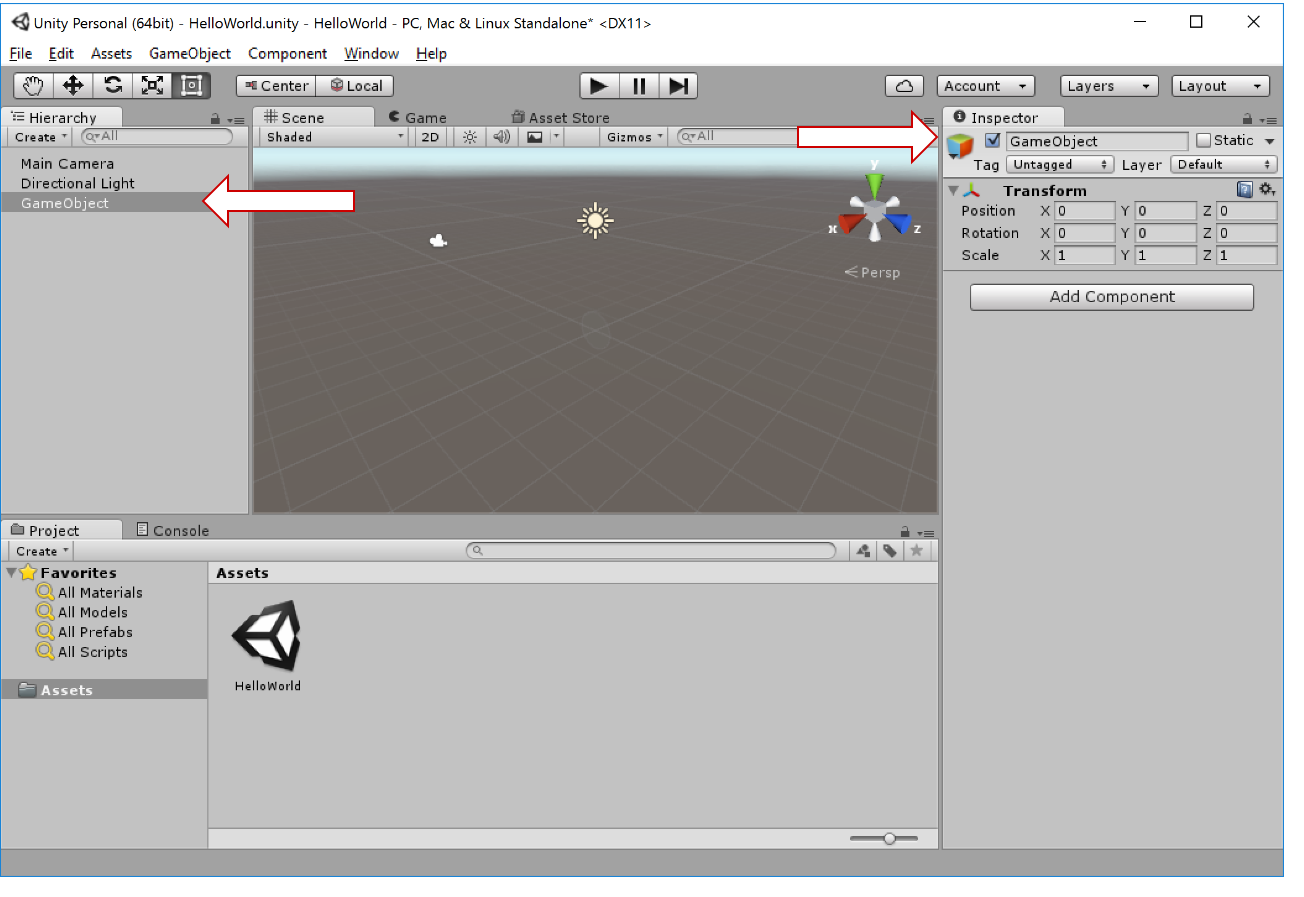 Unity Personal (64bit) - HelloWorld.unity - HelloWorld - PC, Mac & Linux Standalone* <DX11>
File Edit Assets GameObject Component Window Help
Center Local Account Layers Layout
Hierarchy
Create All
Main Camera
Directional Light
GameObject
Scene Game Asset Store
Shaded 2D Gizmos All
y
x z
Persp
Inspector
GameObject Static
Tag Untagged Layer Default
Transform
Position X 0 Y 0 Z 0
Rotation X 0 Y 0 Z 0
Scale X 1 Y 1 Z 1
Add Component
Project Console
Create
Favorites
All Materials
All Models
All Prefabs
All Scripts
Assets
Assets
HelloWorld